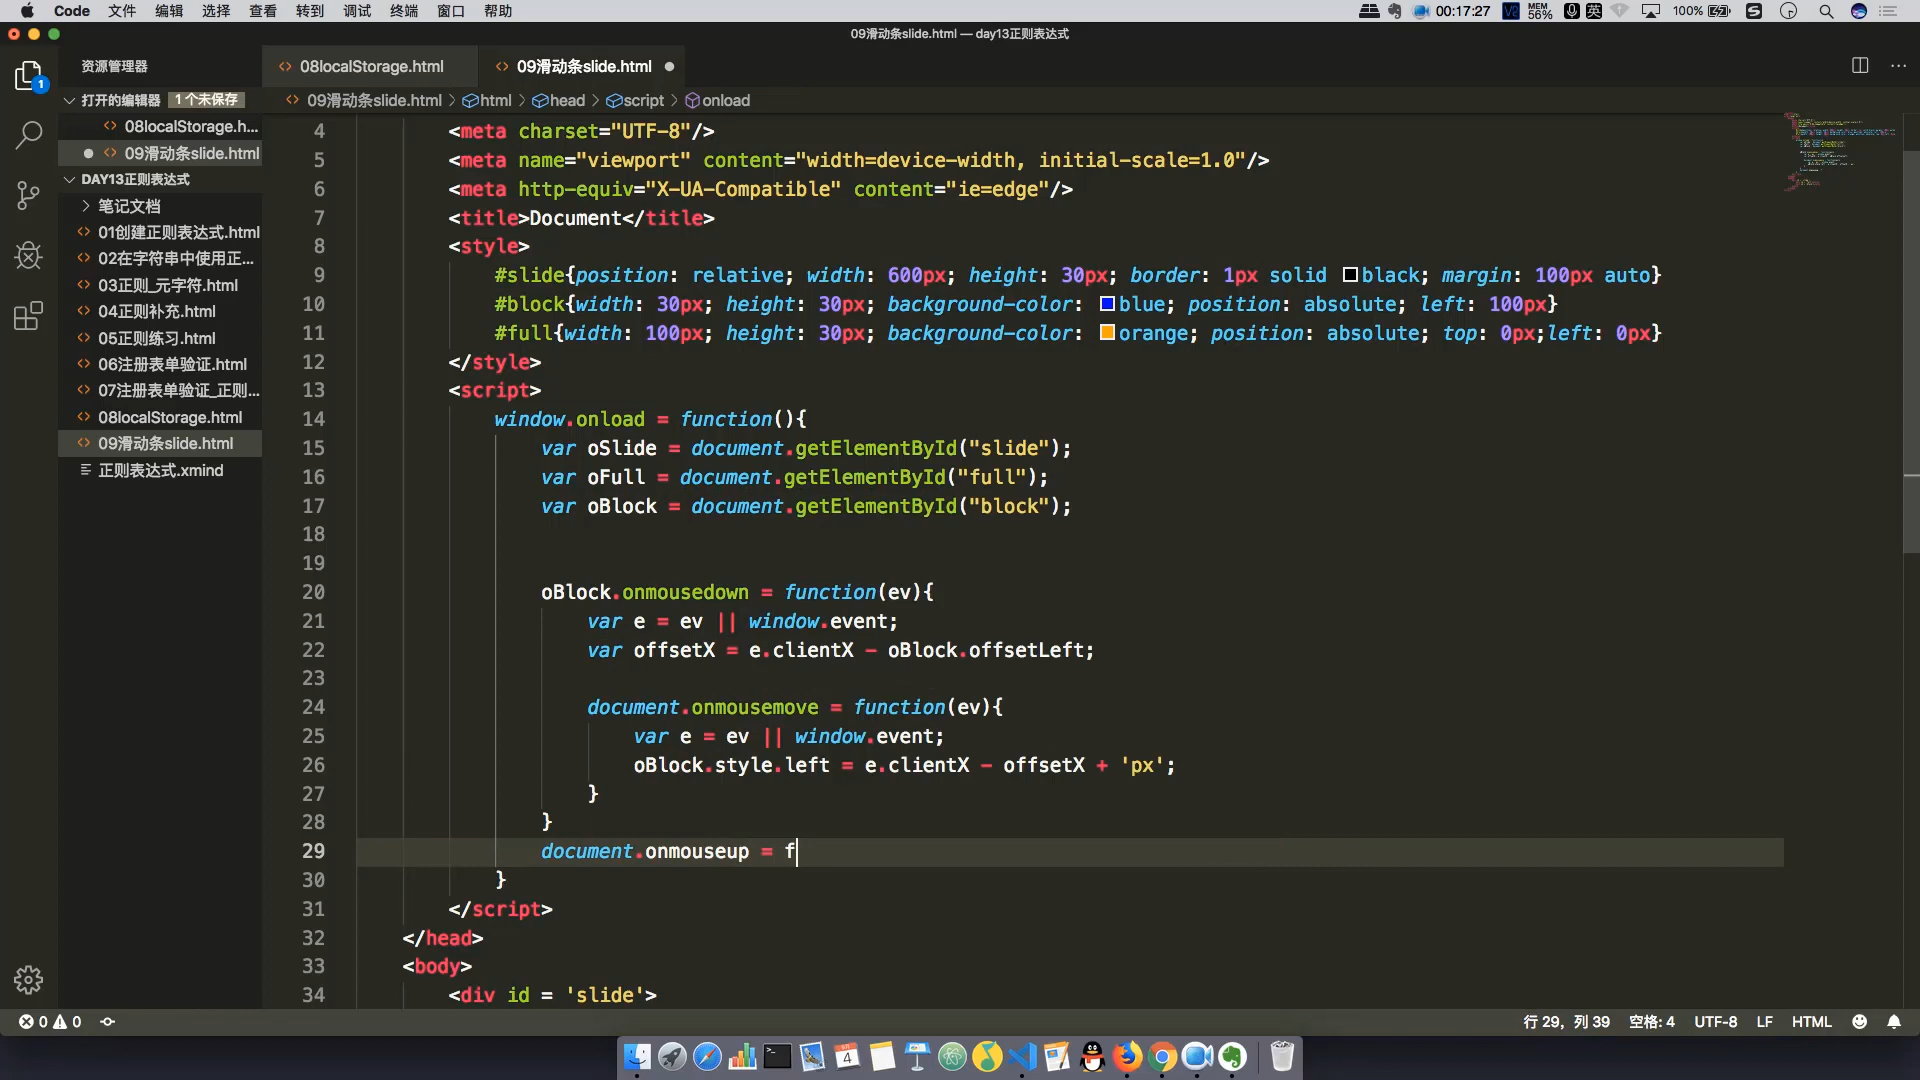 Code 文件 编辑 选择 查看 转到 调试 终端 窗口 帮助 00:17:27 MEM 56% 英 100%
09滑动条slide.html — day13正则表达式
资源管理器
打开的编辑器 1 个未保存
08localStorage.h...
09滑动条slide.html
DAY13正则表达式
笔记文档
01创建正则表达式.html
02在字符串中使用正...
03正则_元字符.html
04正则补充.html
05正则练习.html
06注册表单验证.html
07注册表单验证_正则...
08localStorage.html
09滑动条slide.html
正则表达式.xmind
1
08localStorage.html 09滑动条slide.html
09滑动条slide.html > html > head > script > onload
4 <meta charset="UTF-8"/>
5 <meta name="viewport" content="width=device-width, initial-scale=1.0"/>
6 <meta http-equiv="X-UA-Compatible" content="ie=edge"/>
7 <title>Document</title>
8 <style>
9 #slide{position: relative; width: 600px; height: 30px; border: 1px solid black; margin: 100px auto}
10 #block{width: 30px; height: 30px; background-color: blue; position: absolute; left: 100px}
11 #full{width: 100px; height: 30px; background-color: orange; position: absolute; top: 0px;left: 0px}
12 </style>
13 <script>
14 window.onload = function(){
15 var oSlide = document.getElementById("slide");
16 var oFull = document.getElementById("full");
17 var oBlock = document.getElementById("block");
18
19
20 oBlock.onmousedown = function(ev){
21 var e = ev || window.event;
22 var offsetX = e.clientX - oBlock.offsetLeft;
23
24 document.onmousemove = function(ev){
25 var e = ev || window.event;
26 oBlock.style.left = e.clientX - offsetX + 'px';
27 }
28 }
29 document.onmouseup = f
30 }
31 </script>
32 </head>
33 <body>
34 <div id = 'slide'>
0 0 行 29，列 39 空格: 4 UTF-8 LF HTML
4